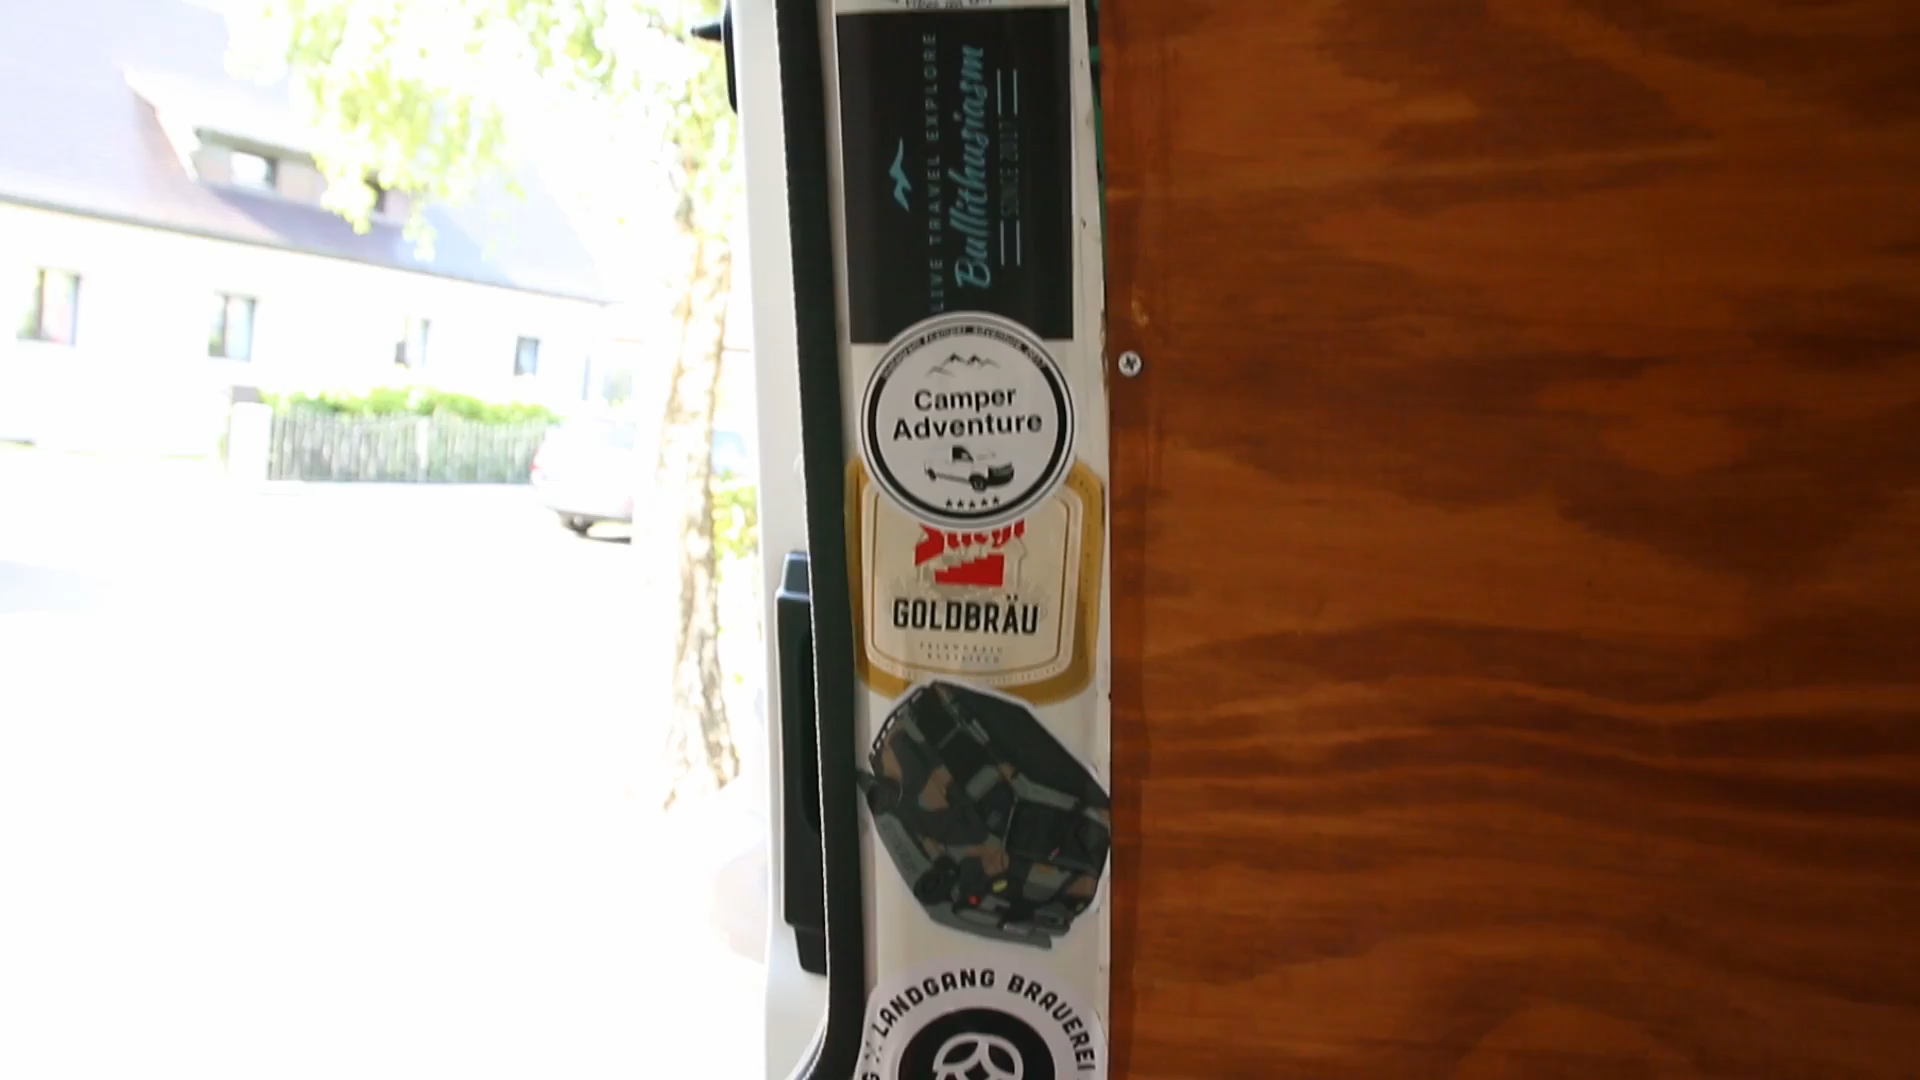 LIVE TRAVEL EXPLORE
Bullithusiasm
SINCE 2017
Camper
Adventure
GOLDBRÄU
LANDGANG BRAUEREI